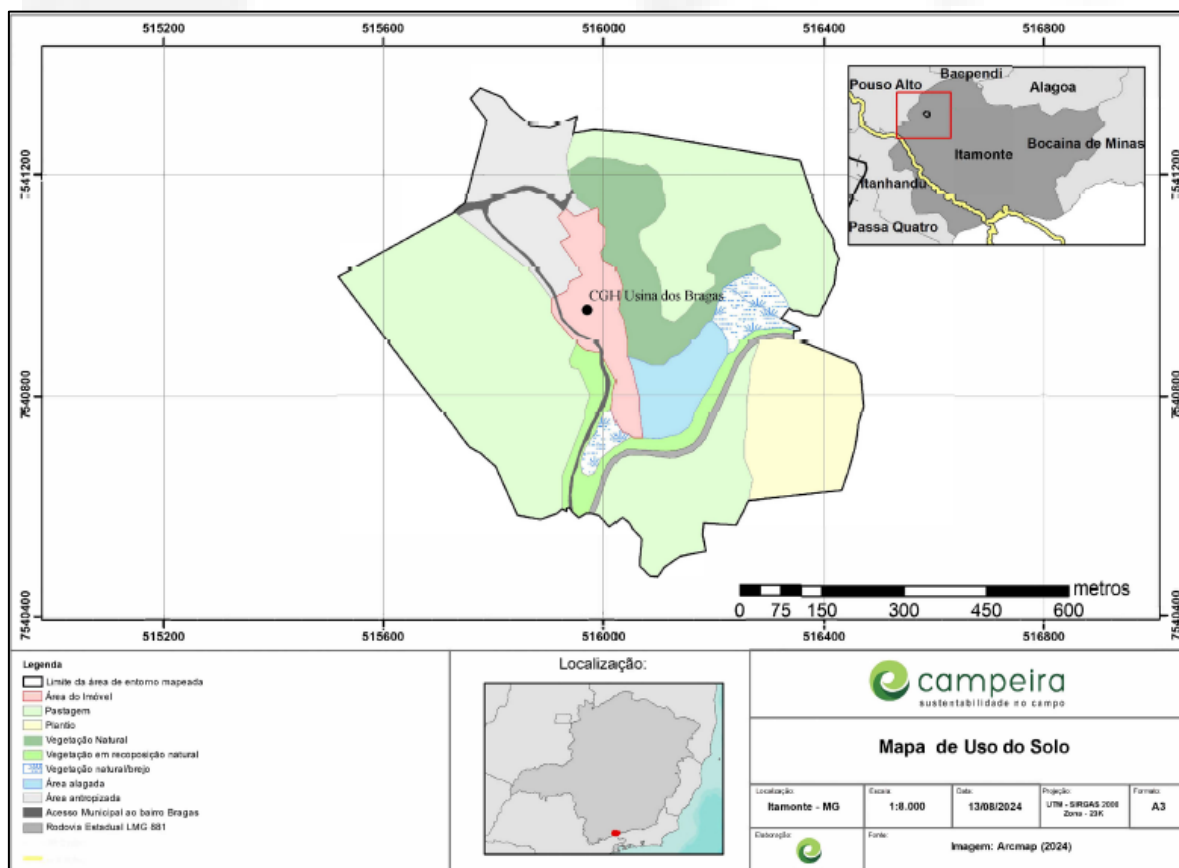 515200 515600 516000 516400 516800
Pouso Alto
Baependi
Alagoa
Bocaina de Minas
Itamonte
Itanhandu
Passa Quatro
541200
541200
CGH Usina dos Bragas
7540800
7540800
metros
0 75 150 300 450 600
7540400
7540400
515200 515600 516000 516400 516800
Legenda
Limite da área de entorno mapeada
Área do Imóvel
Pastagem
Plantio
Vegetação Natural
Vegetação em recoposição natural
Vegetação natural/brejo
Área alagada
Área antropizada
Acesso Municipal ao bairro Bragas
Rodovia Estadual LMG 881
Localização:
campeira
sustentabilidade no campo
Mapa de Uso do Solo
Localização:
Itamonte - MG
Escala:
1:8.000
Data:
13/08/2024
Projeção:
UTM - SIRGAS 2000
Zona - 23K
Formato:
A3
Elaboração:
Fonte:
Imagem: Arcmap (2024)